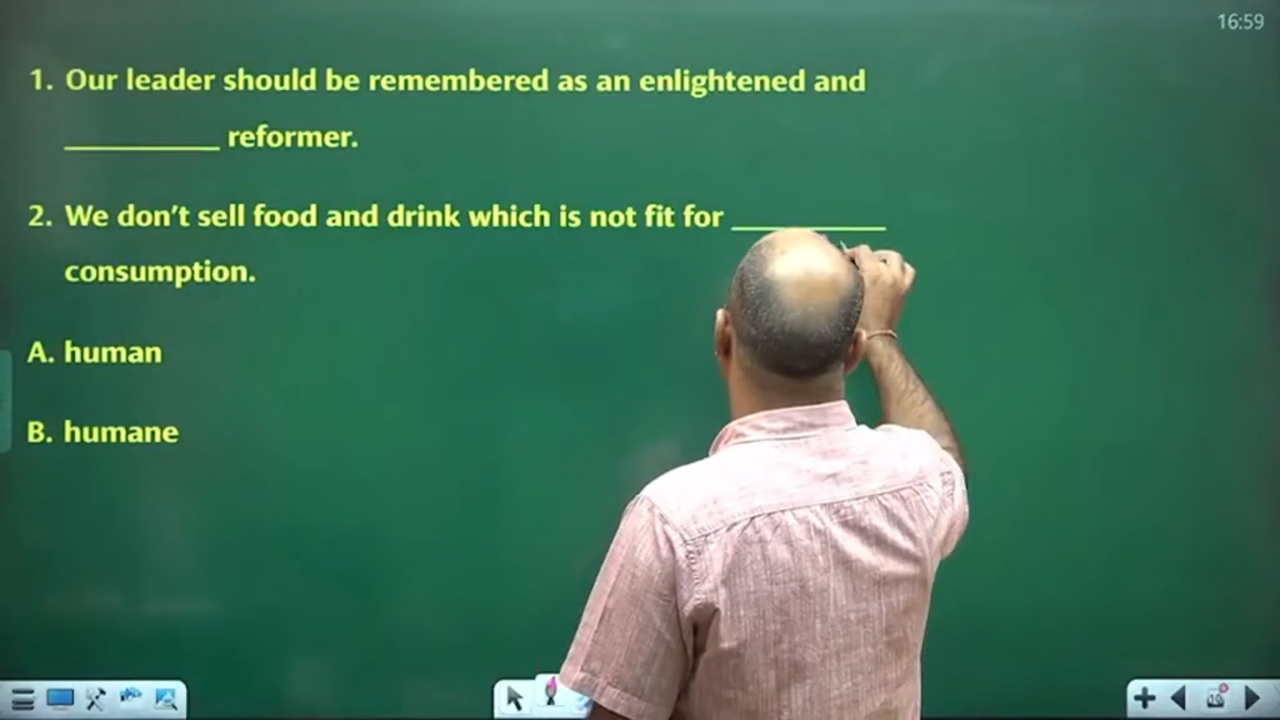 16:59
1. Our leader should be remembered as an enlightened and
__________ reformer.
2. We don't sell food and drink which is not fit for __________
consumption.
A. human
B. humane